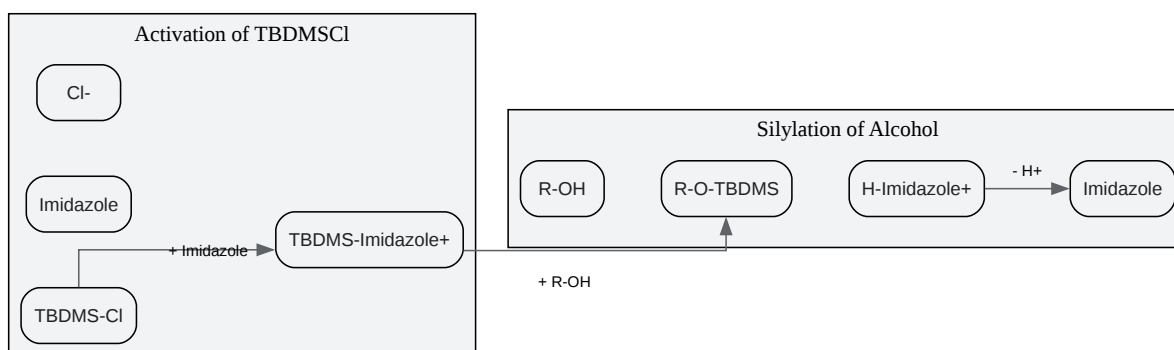 Activation of TBDMSCl
Cl-
Imidazole
+ Imidazole
TBDMS-Imidazole+
TBDMS-Cl
+ R-OH
Silylation of Alcohol
R-OH
R-O-TBDMS
H-Imidazole+
- H+
Imidazole